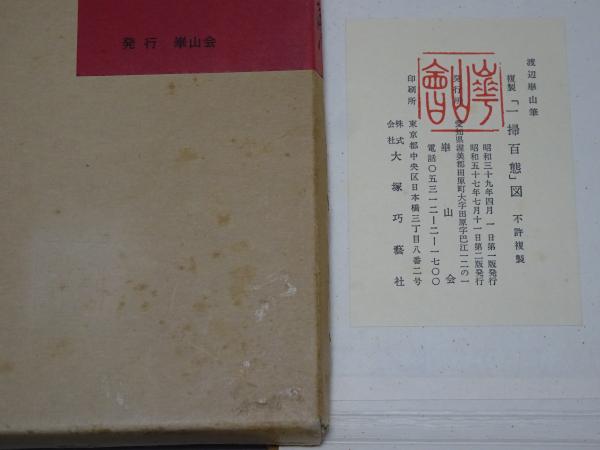 発行 崋山会
渡辺崋山筆
複製「一掃百態」図 不許複製
昭和三十九年四月 一 日第一版発行
昭和五十七年七月十一日第二版発行
発行所 愛知県渥美郡田原町大字田原字巴江一二の一
崋山会
電話〇五三一二―二―一七〇〇
印刷所 東京都中央区日本橋三丁目八番二号
株式会社 大塚巧藝社
崋山會